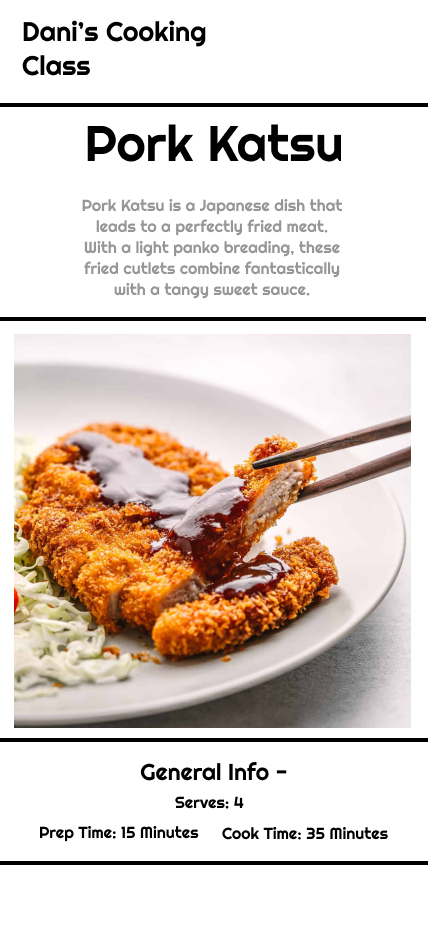 Dani's Cooking
Class
Pork Katsu
Pork Katsu is a Japanese dish that
leads to a perfectly fried meat.
With a light panko breading, these
fried cutlets combine fantastically
with a tangy sweet sauce.
General Info -
Serves: 4
Prep Time: 15 Minutes Cook Time: 35 Minutes